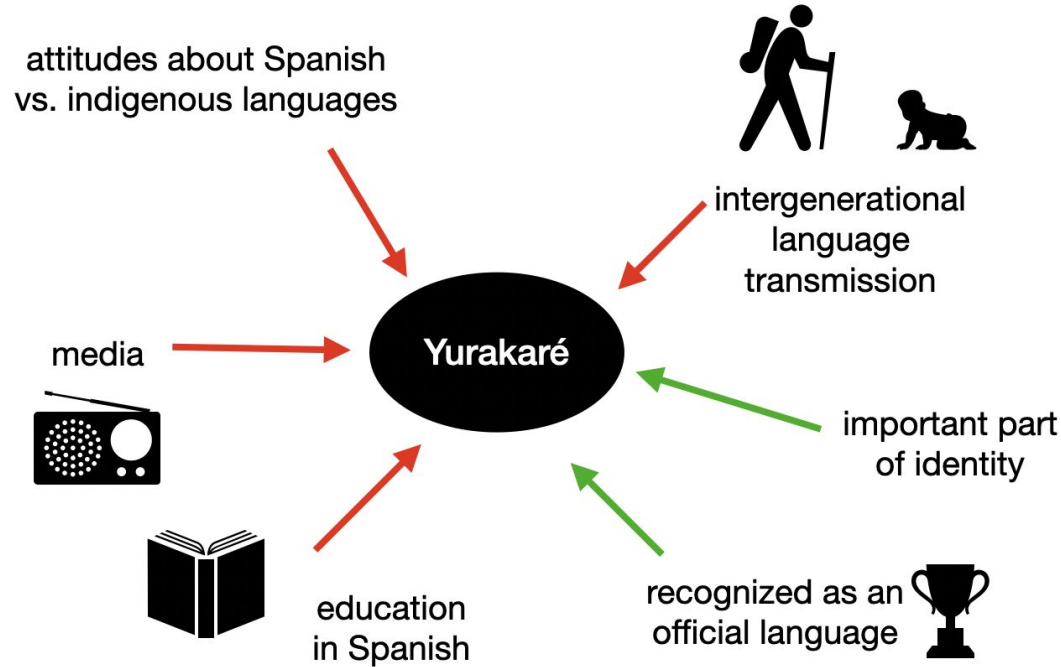 attitudes about Spanish
vs. indigenous languages
intergenerational
language
transmission
Yurakaré
media
important part
of identity
education
in Spanish
recognized as an
official language